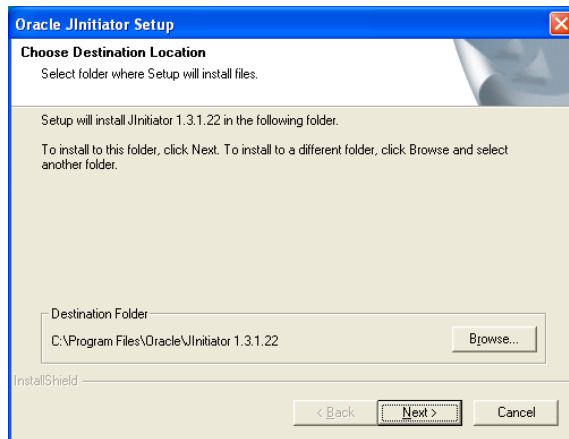 Oracle JInitiator Setup
Choose Destination Location
Select folder where Setup will install files.
Setup will install JInitiator 1.3.1.22 in the following folder.
To install to this folder, click Next. To install to a different folder, click Browse and select
another folder.
Destination Folder
C:\Program Files\Oracle\JInitiator 1.3.1.22
Browse...
InstallShield
< Back
Next >
Cancel